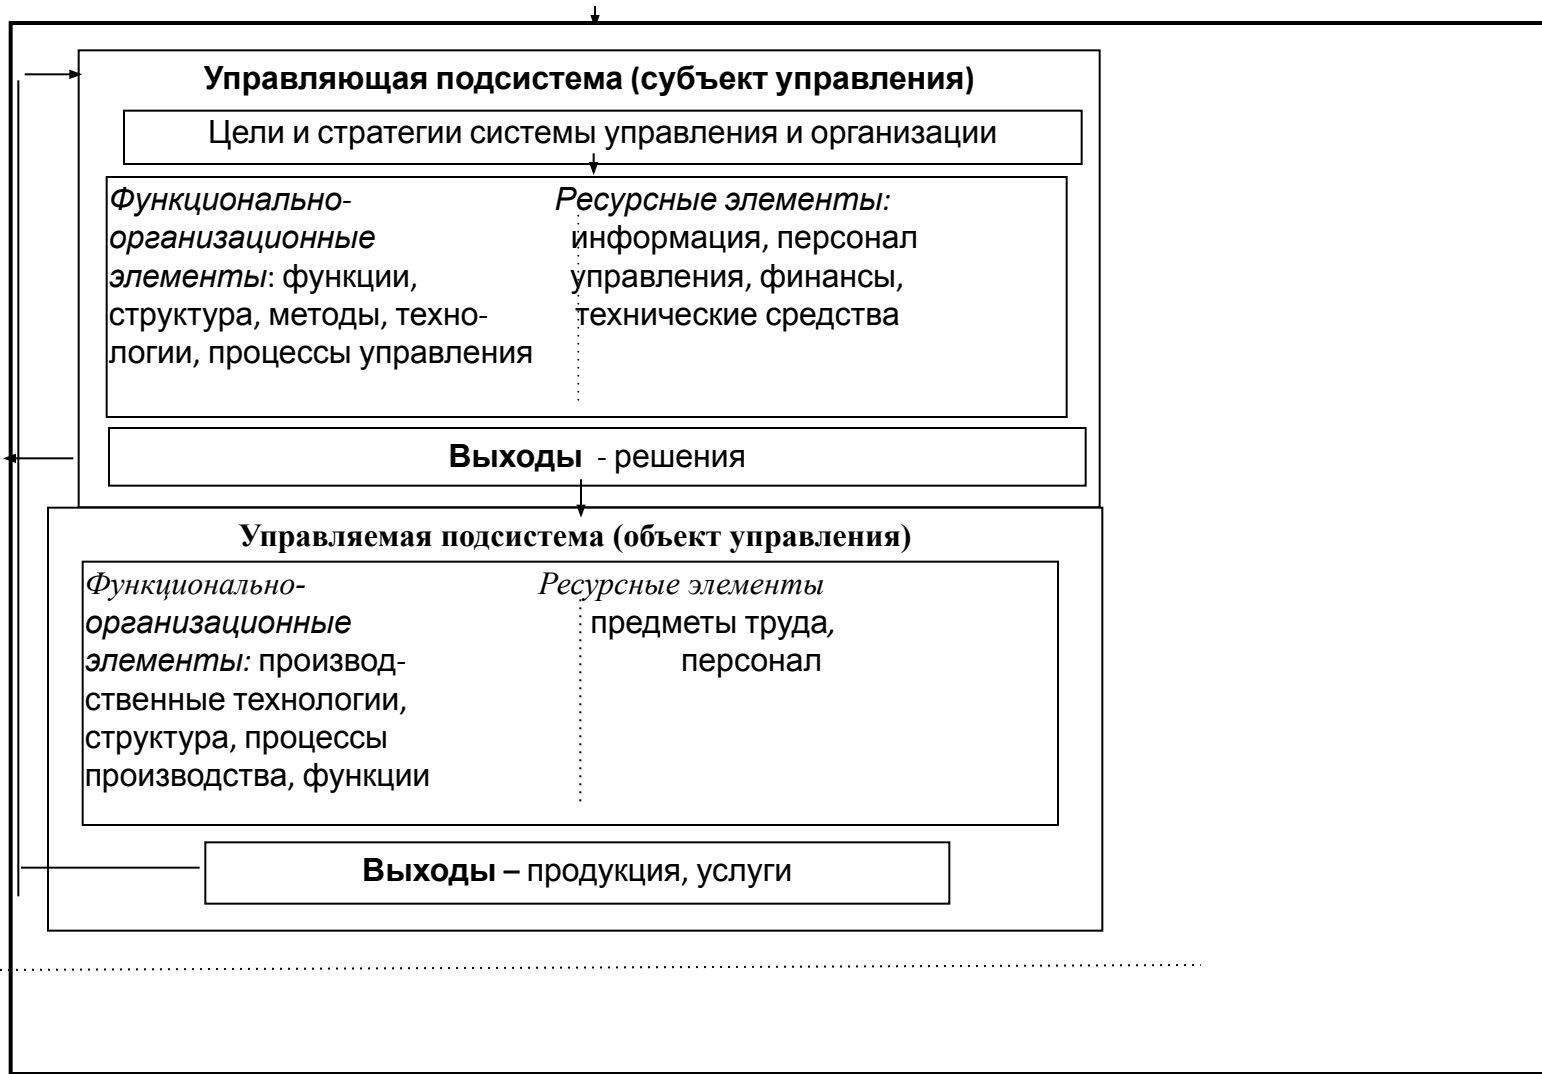 Управляющая подсистема (субъект управления)
Цели и стратегии системы управления и организации
Функционально-
организационные
элементы: функции,
структура, методы, техно-
логии, процессы управления
Ресурсные элементы:
информация, персонал
управления, финансы,
технические средства
Выходы - решения
Управляемая подсистема (объект управления)
Функционально-
организационные
элементы: производ-
ственные технологии,
структура, процессы
производства, функции
Ресурсные элементы
предметы труда,
персонал
Выходы – продукция, услуги